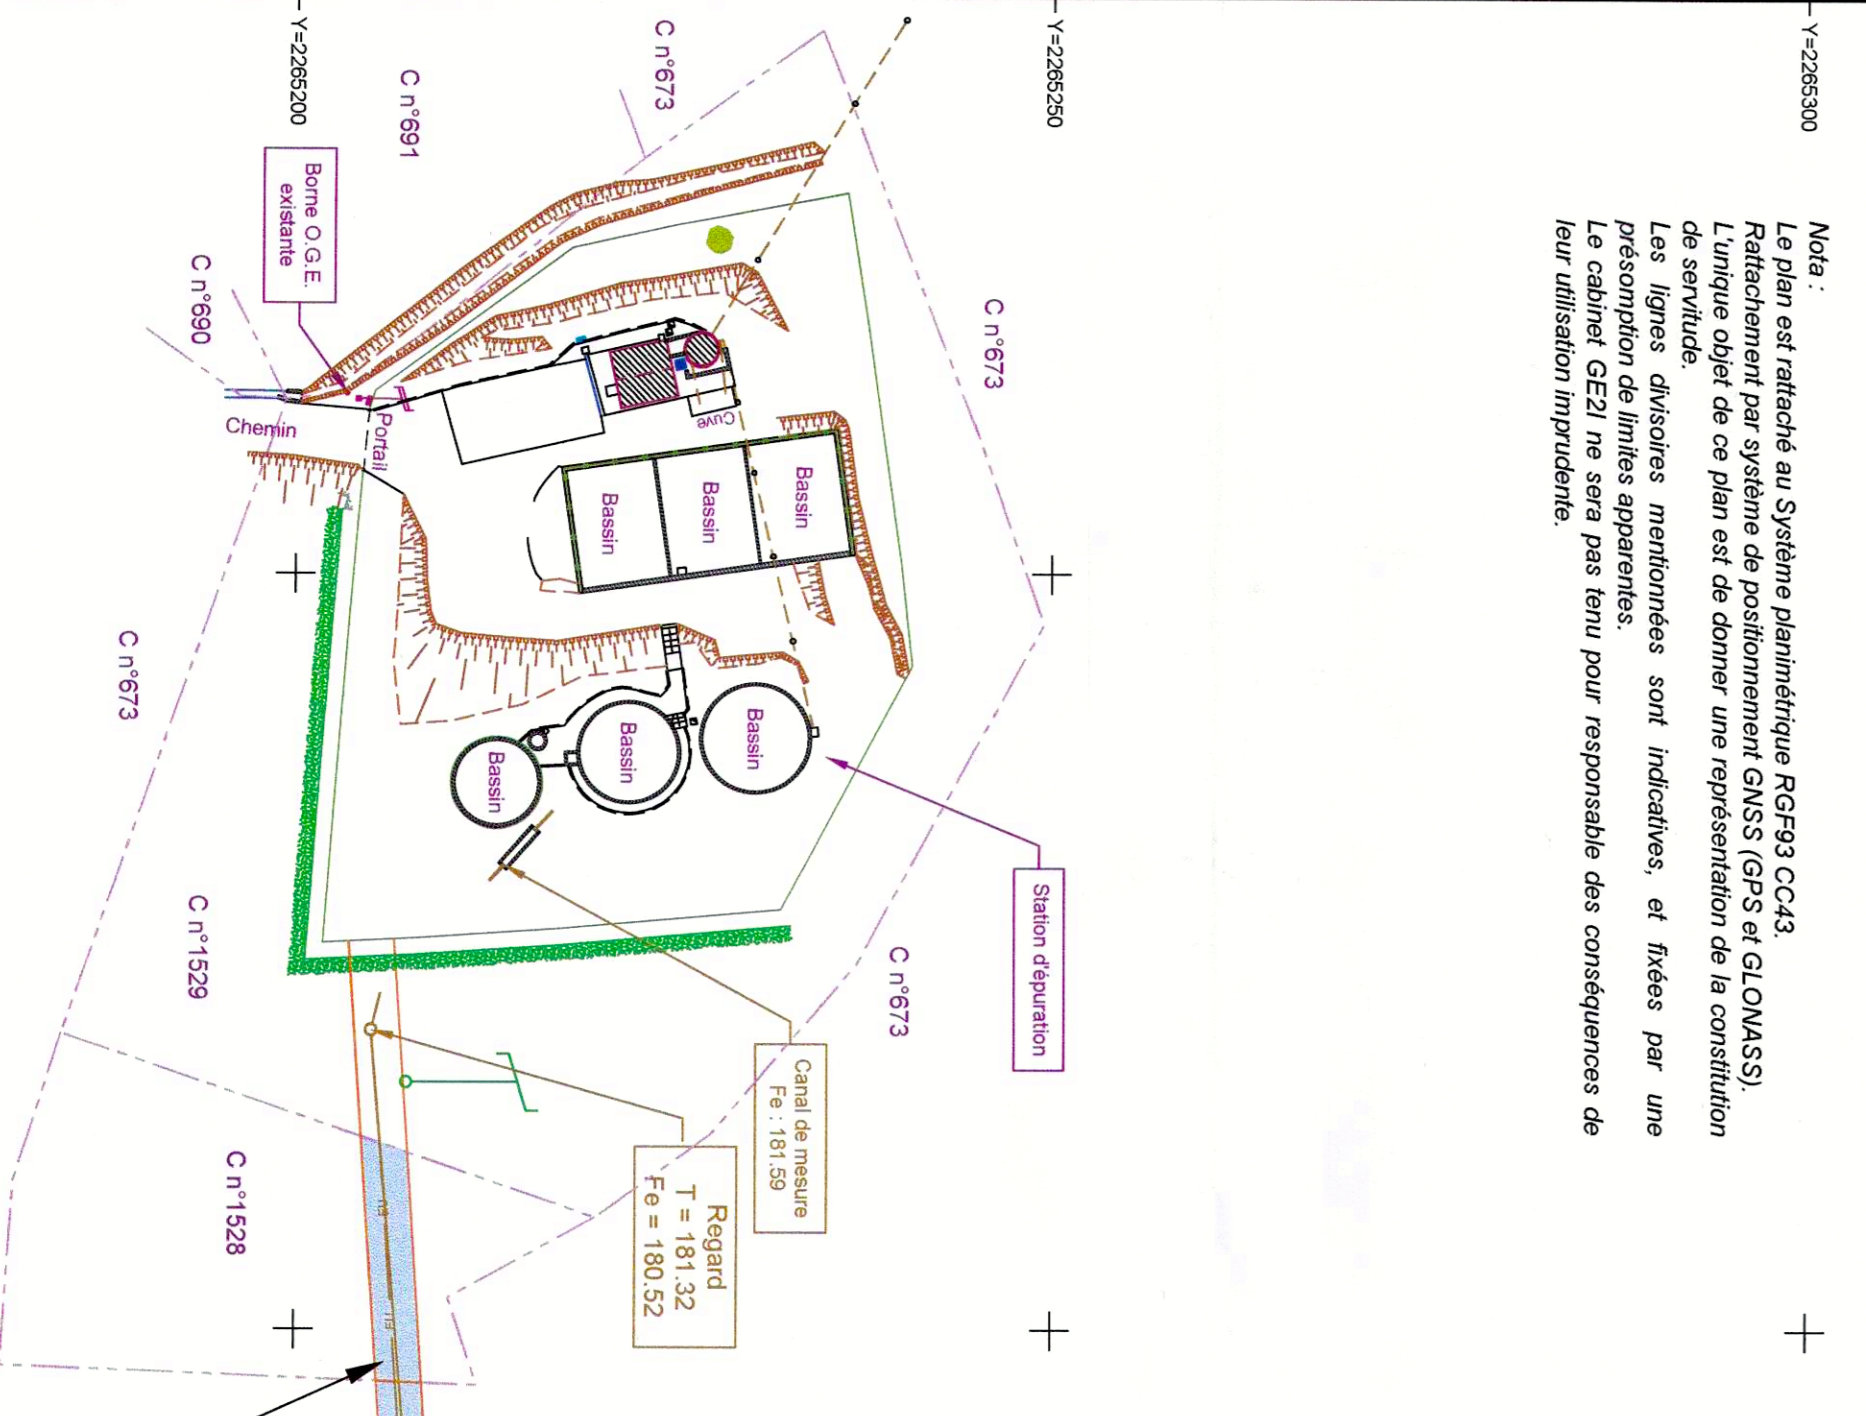 Nota :
Le plan est rattaché au Système planimétrique RGF93 CC43.
Rattachement par système de positionnement GNSS (GPS et GLONASS).
L'unique objet de ce plan est de donner une représentation de la constitution
de servitude.
Les lignes divisoires mentionnées sont indicatives, et fixées par une
présomption de limites apparentes.
Le cabinet GE2I ne sera pas tenu pour responsable des conséquences de
leur utilisation imprudente.
Y=2265300
Y=2265250
Y=2265200
C n°673
C n°673
C n°691
Borne O.G.E.
existante
C n°690
Chemin
Portail
Cuve
Bassin
Bassin
Bassin
Bassin
Bassin
Bassin
Station d'épuration
C n°673
C n°673
C n°1529
Canal de mesure
Fe : 181.59
Regard
T = 181.32
Fe = 180.52
C n°1528
EU
EU